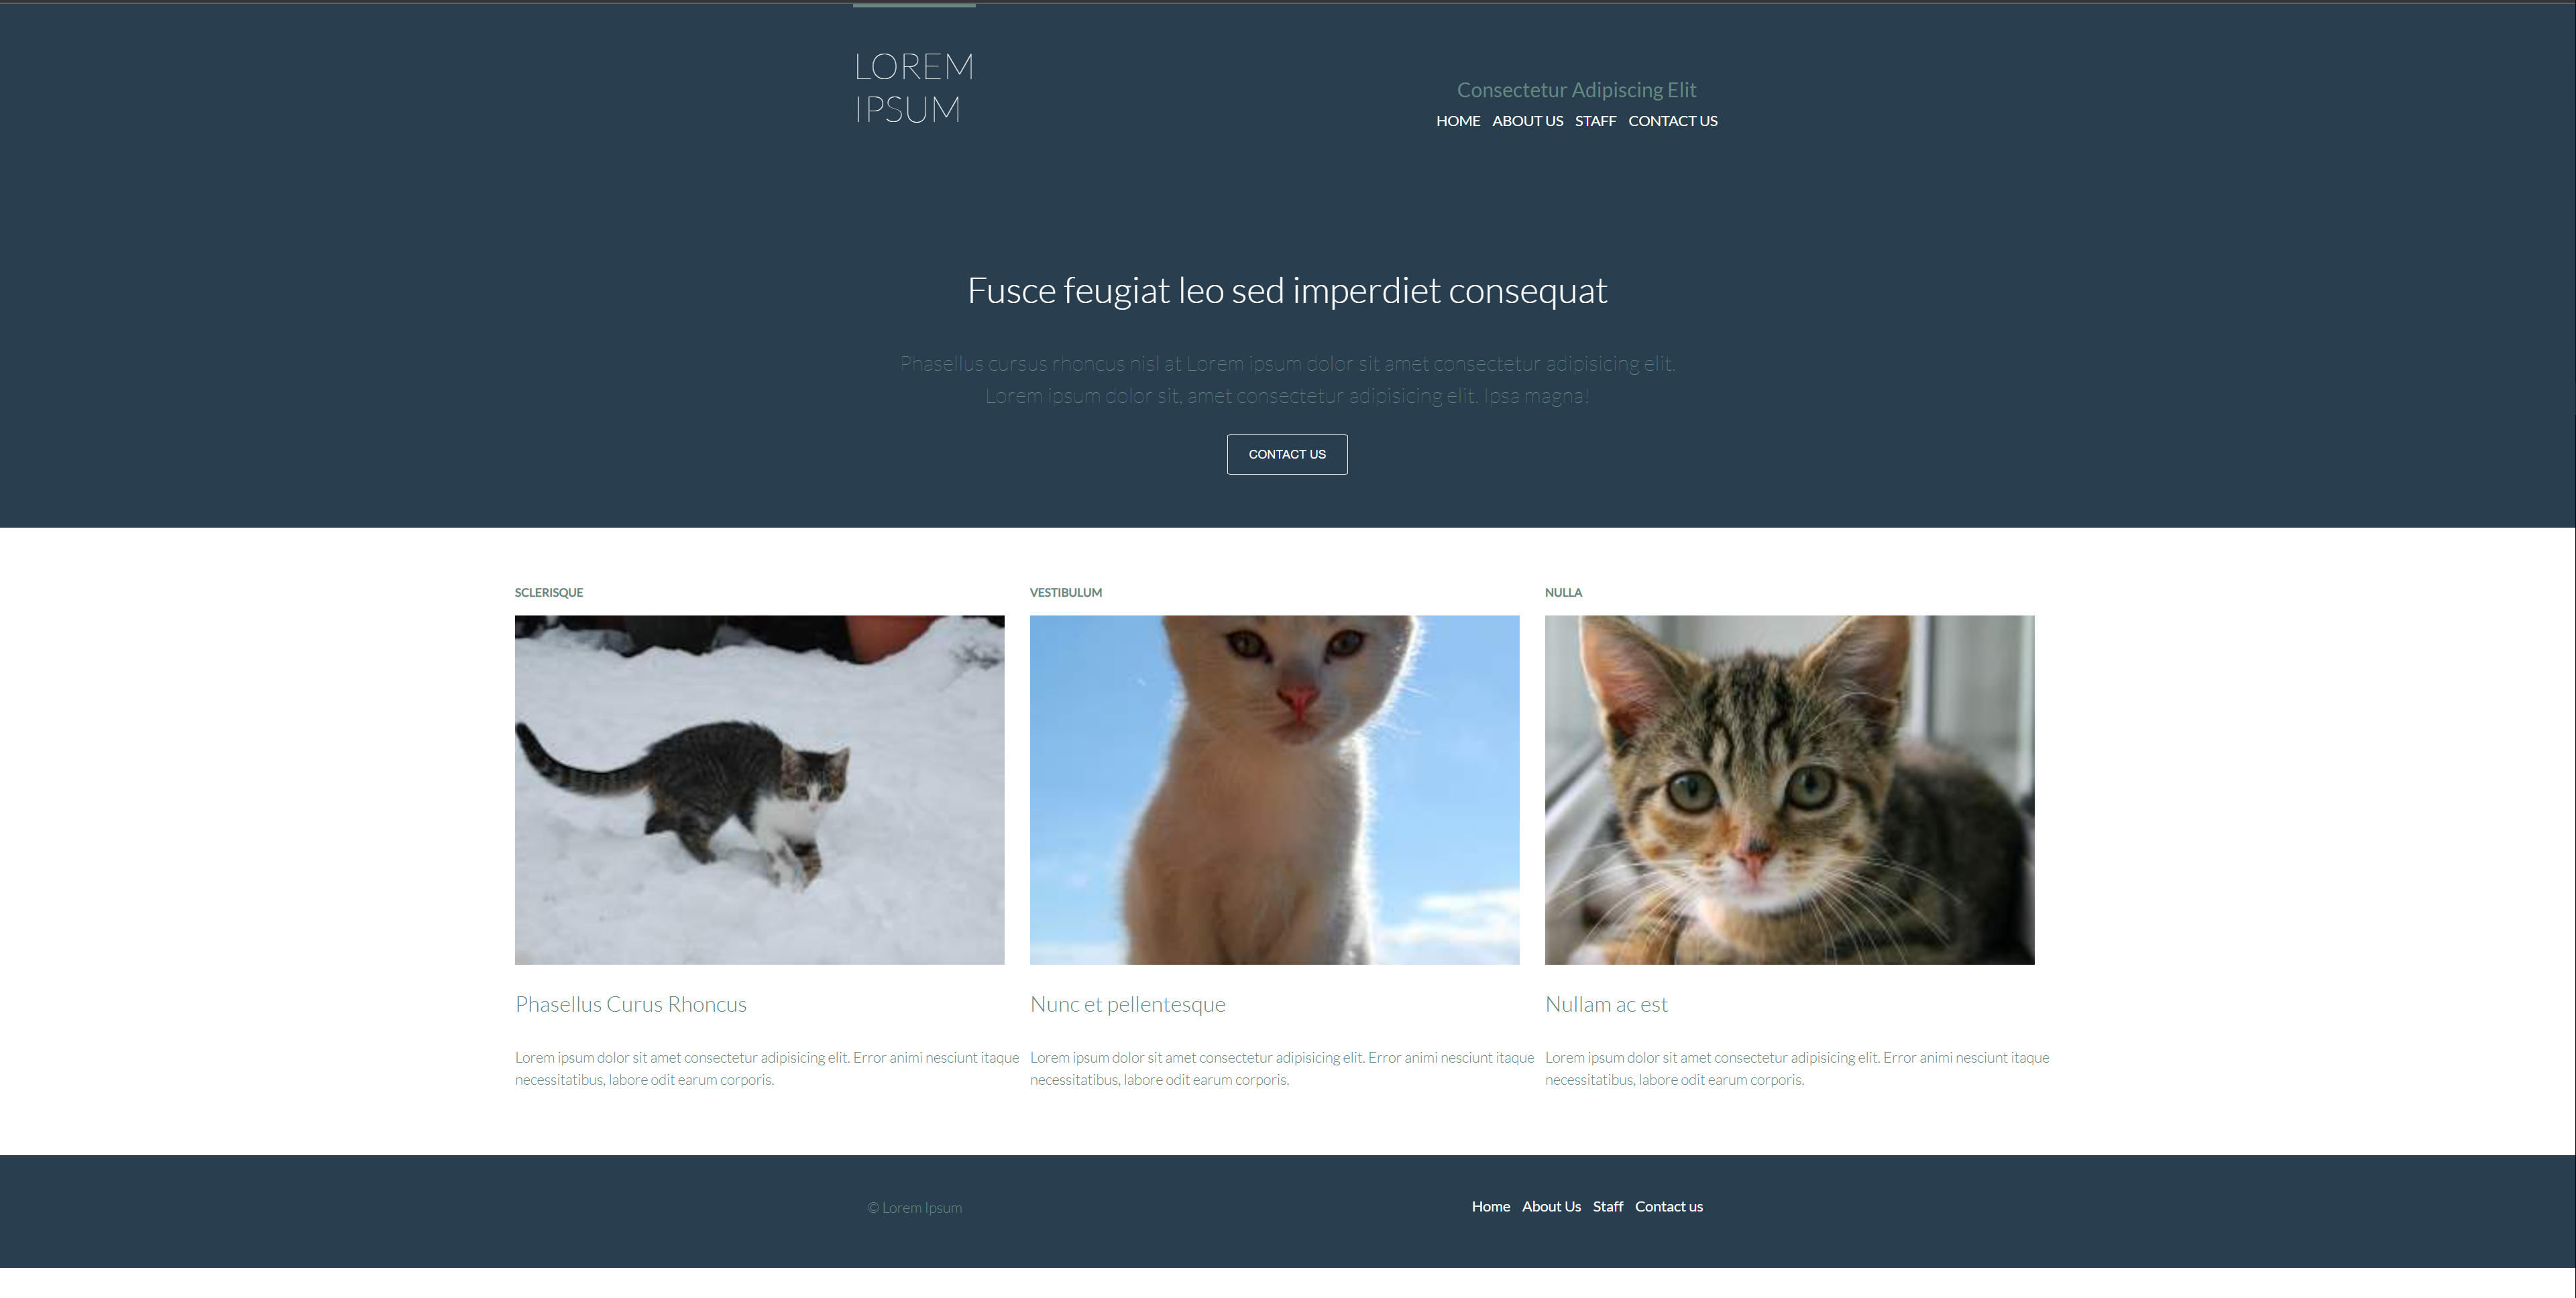 LOREM
IPSUM
Consectetur Adipiscing Elit
HOME ABOUT US STAFF CONTACT US
Fusce feugiat leo sed imperdiet consequat
Phasellus cursus rhoncus nisl at Lorem ipsum dolor sit amet consectetur adipisicing elit.
Lorem ipsum dolor sit, amet consectetur adipisicing elit. Ipsa magna!
CONTACT US
SCLERISQUE
VESTIBULUM
NULLA
Phasellus Curus Rhoncus
Lorem ipsum dolor sit amet consectetur adipisicing elit. Error animi nesciunt itaque
necessitatibus, labore odit earum corporis.
Nunc et pellentesque
Lorem ipsum dolor sit amet consectetur adipisicing elit. Error animi nesciunt itaque
necessitatibus, labore odit earum corporis.
Nullam ac est
Lorem ipsum dolor sit amet consectetur adipisicing elit. Error animi nesciunt itaque
necessitatibus, labore odit earum corporis.
© Lorem Ipsum
Home About Us Staff Contact us